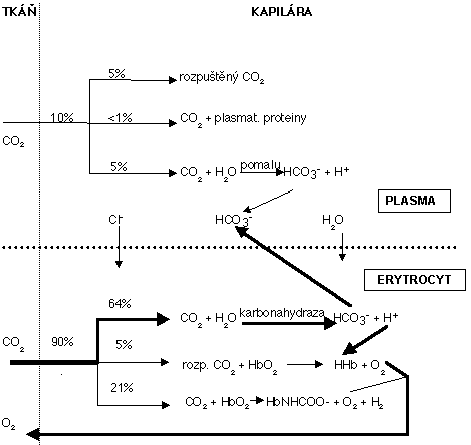 TKÁŇ KAPILÁRA
5% rozpuštěný CO₂
CO₂ 10% <1% CO₂ + plasmat. proteiny
5% CO₂ + H₂O pomalu HCO₃⁻ + H⁺
PLASMA
Cl⁻ HCO₃⁻ H₂O
ERYTROCYT
64% CO₂ + H₂O karbonahydraza HCO₃⁻ + H⁺
CO₂ 90% 5% rozp. CO₂ + HbO₂ HHb + O₂
21% CO₂ + HbO₂ HbNHCOO⁻ + O₂ + H₂
O₂